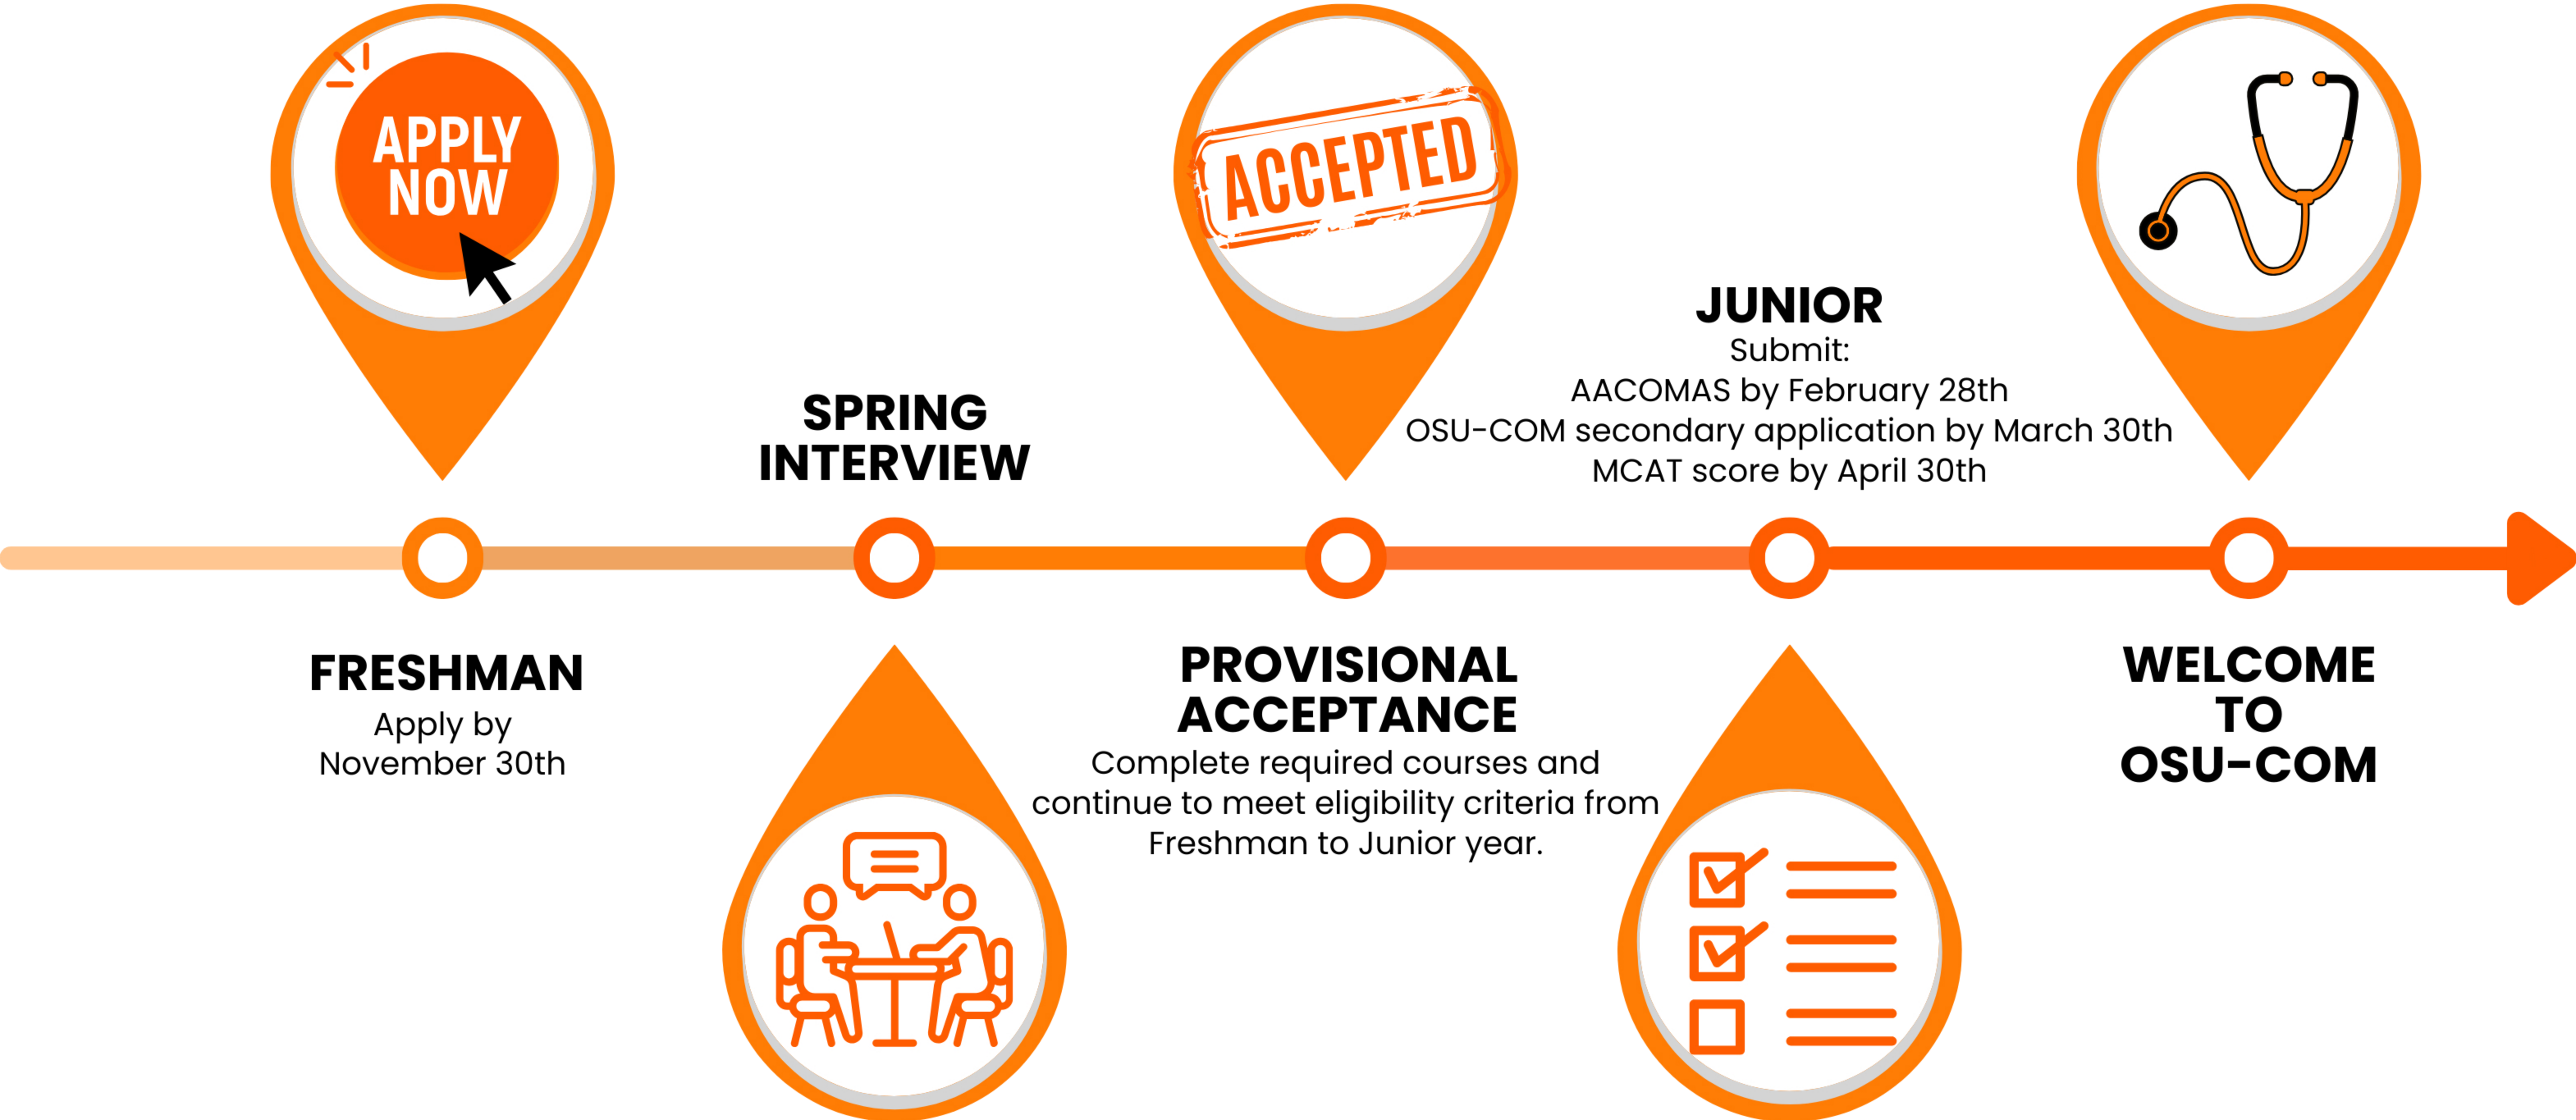 APPLY
NOW
FRESHMAN
Apply by
November 30th
SPRING
INTERVIEW
ACCEPTED
PROVISIONAL
ACCEPTANCE
Complete required courses and
continue to meet eligibility criteria from
Freshman to Junior year.
JUNIOR
Submit:
AACOMAS by February 28th
OSU-COM secondary application by March 30th
MCAT score by April 30th
WELCOME
TO
OSU-COM